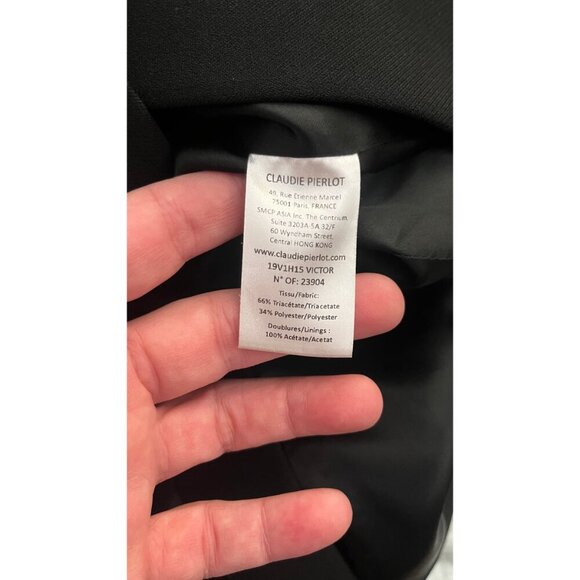 CLAUDIE PIERLOT
49, Rue Etienne Marcel
75001 Paris, FRANCE
SMCP ASIA Inc. The Centrium,
Suite 3203A-5A 32/F
60 Wyndham Street,
Central HONG KONG
www.claudiepierlot.com
19V1H15 VICTOR
N° OF: 23904
Tissu/Fabric:
66% Triacétate/Triacetate
34% Polyester/Polyester
Doublures/Linings :
100% Acétate/Acetat